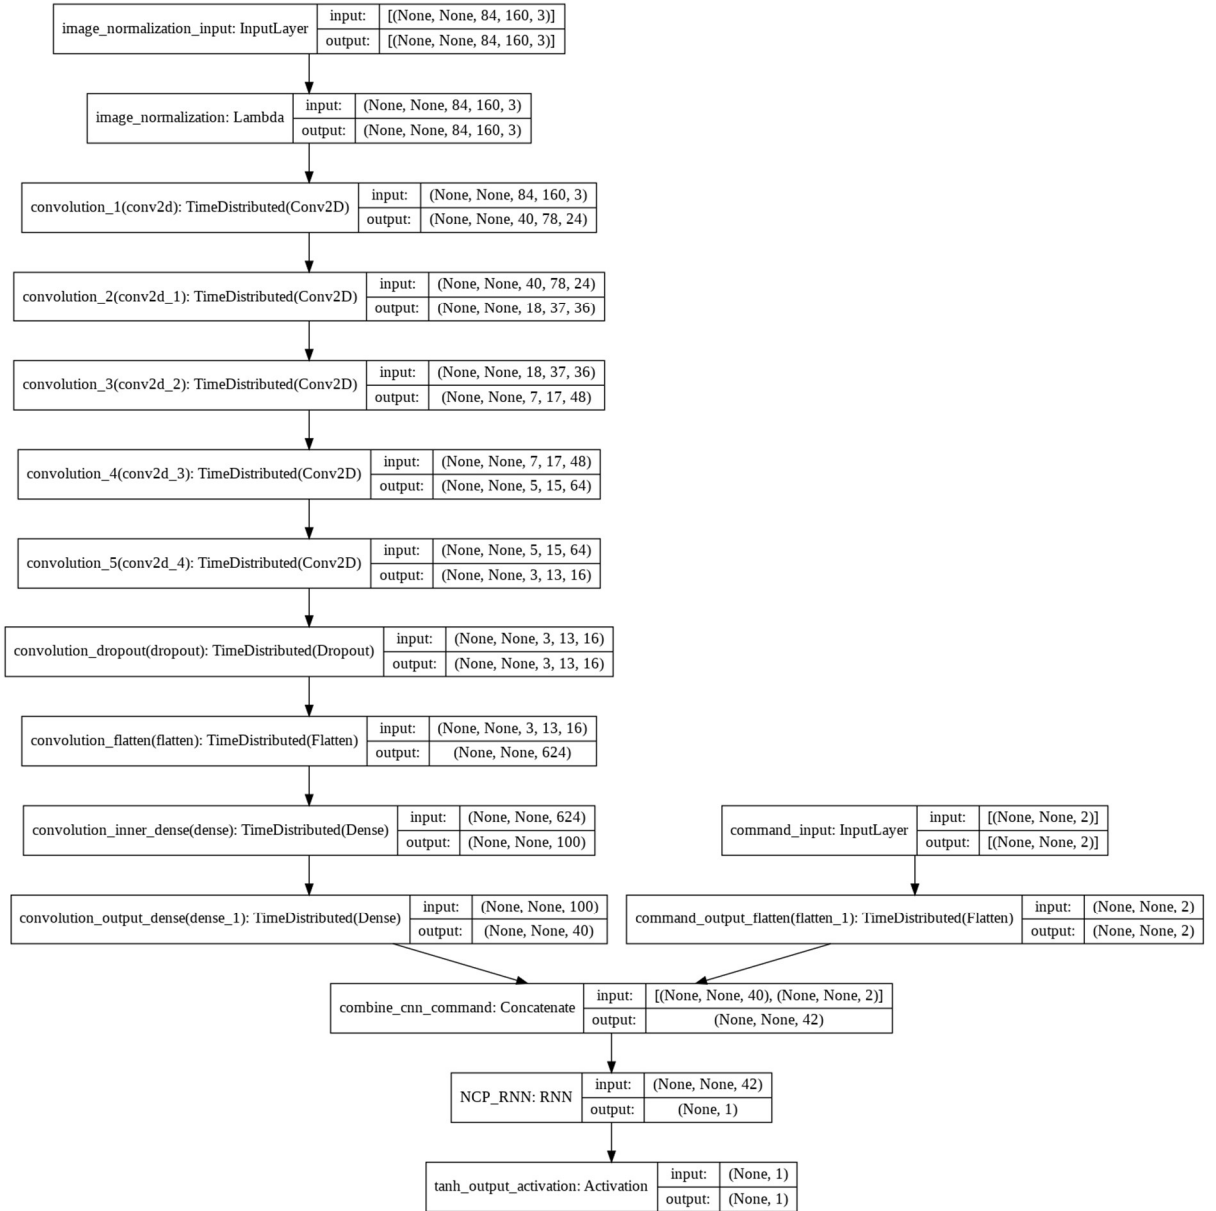 image_normalization_input: InputLayer
input: [(None, None, 84, 160, 3)]
output: [(None, None, 84, 160, 3)]
image_normalization: Lambda
input: (None, None, 84, 160, 3)
output: (None, None, 84, 160, 3)
convolution_1(conv2d): TimeDistributed(Conv2D)
input: (None, None, 84, 160, 3)
output: (None, None, 40, 78, 24)
convolution_2(conv2d_1): TimeDistributed(Conv2D)
input: (None, None, 40, 78, 24)
output: (None, None, 18, 37, 36)
convolution_3(conv2d_2): TimeDistributed(Conv2D)
input: (None, None, 18, 37, 36)
output: (None, None, 7, 17, 48)
convolution_4(conv2d_3): TimeDistributed(Conv2D)
input: (None, None, 7, 17, 48)
output: (None, None, 5, 15, 64)
convolution_5(conv2d_4): TimeDistributed(Conv2D)
input: (None, None, 5, 15, 64)
output: (None, None, 3, 13, 16)
convolution_dropout(dropout): TimeDistributed(Dropout)
input: (None, None, 3, 13, 16)
output: (None, None, 3, 13, 16)
convolution_flatten(flatten): TimeDistributed(Flatten)
input: (None, None, 3, 13, 16)
output: (None, None, 624)
convolution_inner_dense(dense): TimeDistributed(Dense)
input: (None, None, 624)
output: (None, None, 100)
command_input: InputLayer
input: [(None, None, 2)]
output: [(None, None, 2)]
convolution_output_dense(dense_1): TimeDistributed(Dense)
input: (None, None, 100)
output: (None, None, 40)
command_output_flatten(flatten_1): TimeDistributed(Flatten)
input: (None, None, 2)
output: (None, None, 2)
combine_cnn_command: Concatenate
input: [(None, None, 40), (None, None, 2)]
output: (None, None, 42)
NCP_RNN: RNN
input: (None, None, 42)
output: (None, 1)
tanh_output_activation: Activation
input: (None, 1)
output: (None, 1)